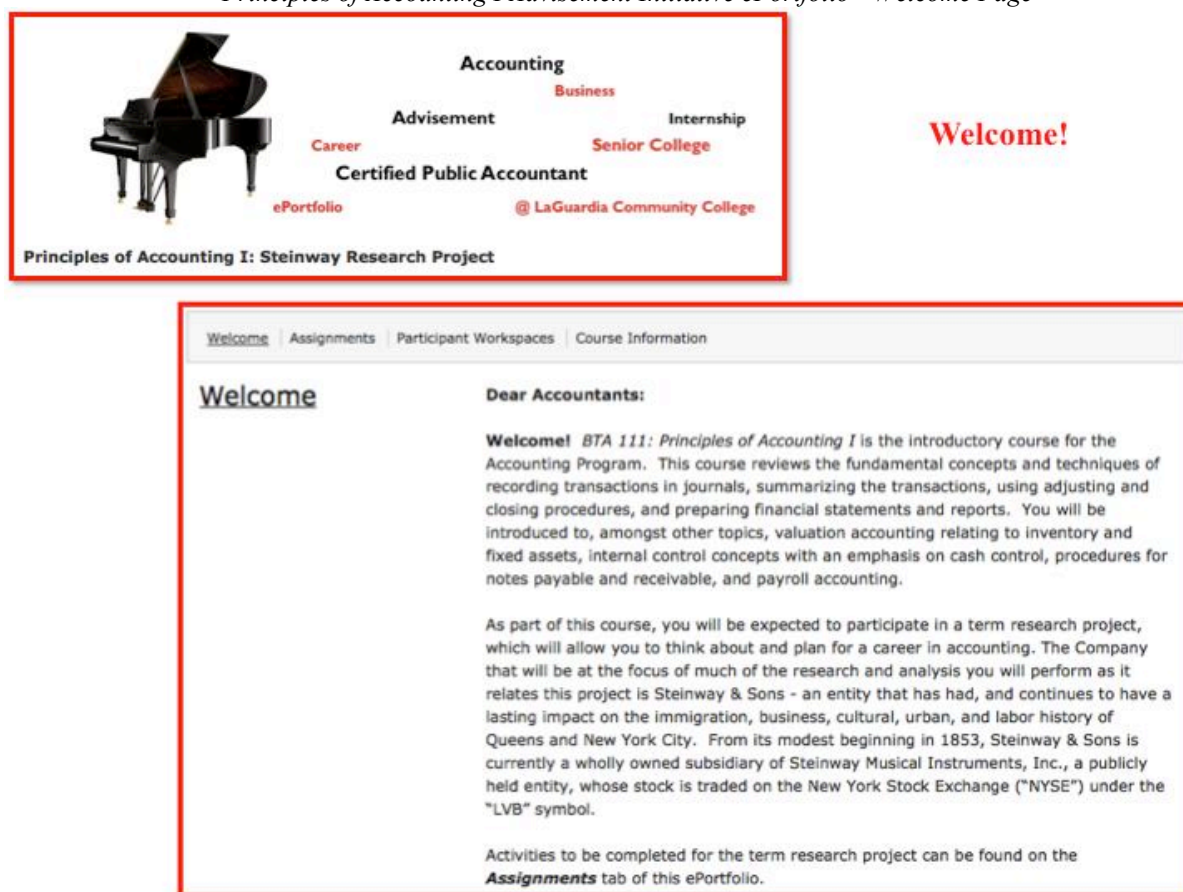 Principles of Accounting I Advisement Initiative ePortfolio - Welcome Page
Accounting
Business
Advisement
Internship
Career
Senior College
Certified Public Accountant
ePortfolio
@ LaGuardia Community College
Principles of Accounting I: Steinway Research Project
Welcome!
Welcome | Assignments | Participant Workspaces | Course Information
Welcome
Dear Accountants:
Welcome! BTA 111: Principles of Accounting I is the introductory course for the
Accounting Program. This course reviews the fundamental concepts and techniques of
recording transactions in journals, summarizing the transactions, using adjusting and
closing procedures, and preparing financial statements and reports. You will be
introduced to, amongst other topics, valuation accounting relating to inventory and
fixed assets, internal control concepts with an emphasis on cash control, procedures for
notes payable and receivable, and payroll accounting.
As part of this course, you will be expected to participate in a term research project,
which will allow you to think about and plan for a career in accounting. The Company
that will be at the focus of much of the research and analysis you will perform as it
relates this project is Steinway & Sons - an entity that has had, and continues to have a
lasting impact on the immigration, business, cultural, urban, and labor history of
Queens and New York City. From its modest beginning in 1853, Steinway & Sons is
currently a wholly owned subsidiary of Steinway Musical Instruments, Inc., a publicly
held entity, whose stock is traded on the New York Stock Exchange ("NYSE") under the
"LVB" symbol.
Activities to be completed for the term research project can be found on the
Assignments tab of this ePortfolio.